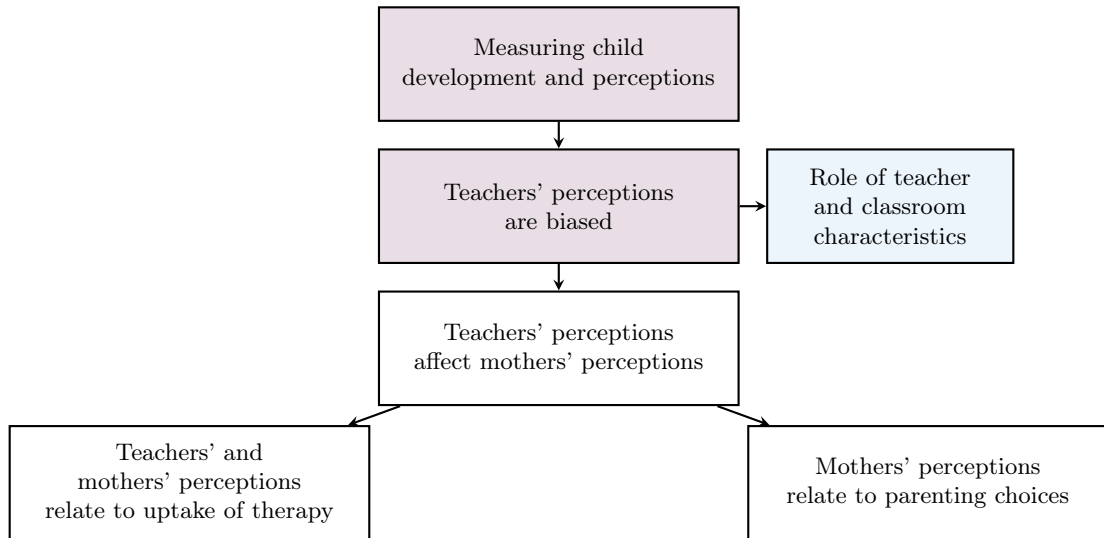 Measuring child
development and perceptions
Teachers’ perceptions
are biased
Role of teacher
and classroom
characteristics
Teachers’ perceptions
affect mothers’ perceptions
Teachers’ and
mothers’ perceptions
relate to uptake of therapy
Mothers’ perceptions
relate to parenting choices